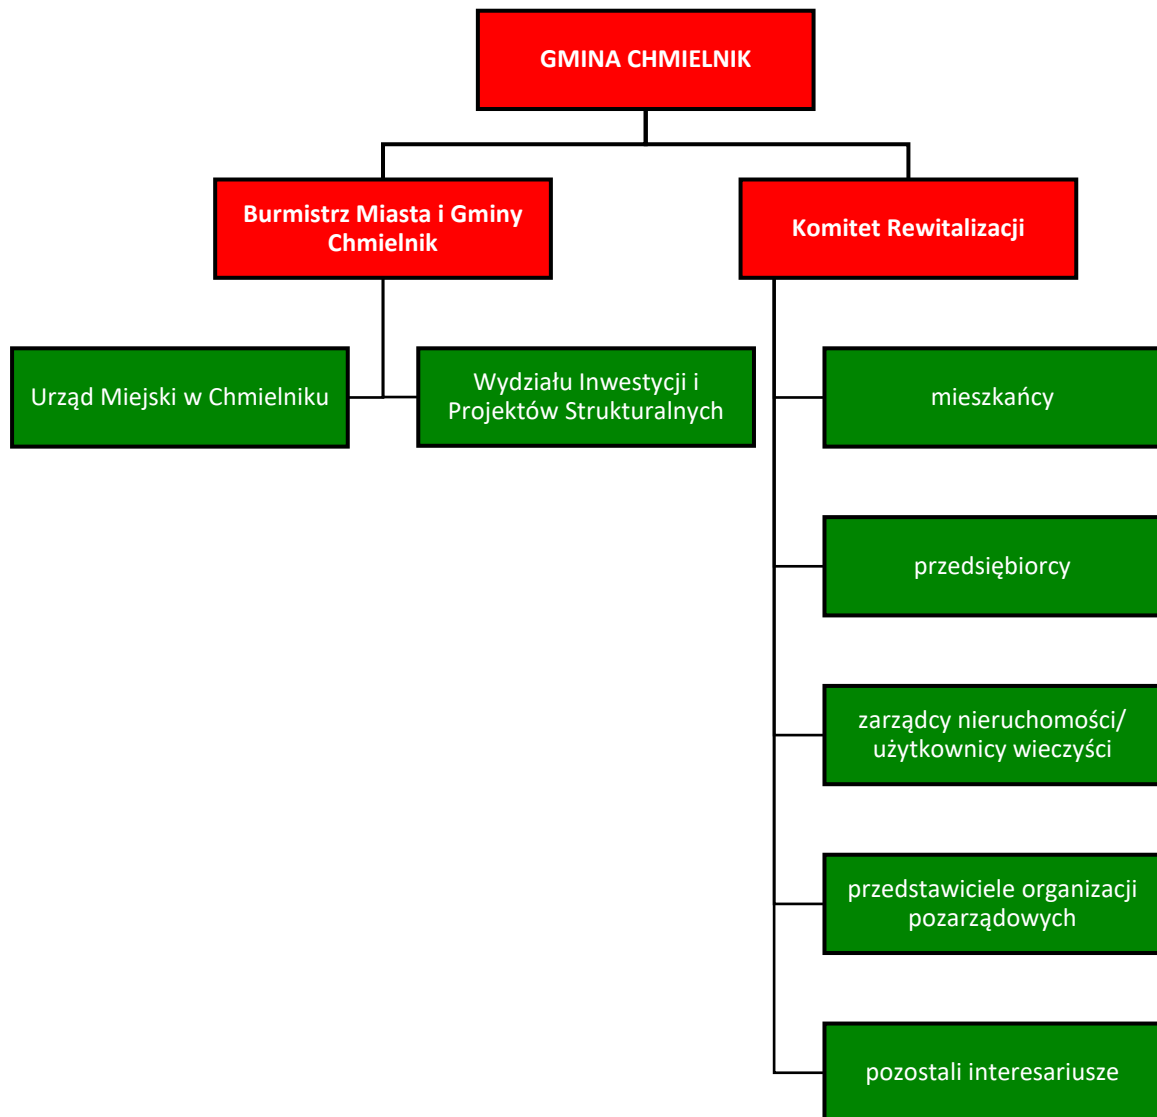 GMINA CHMIELNIK
Burmistrz Miasta i Gminy
Chmielnik
Komitet Rewitalizacji
Urząd Miejski w Chmielniku
Wydziału Inwestycji i
Projektów Strukturalnych
mieszkańcy
przedsiębiorcy
zarządcy nieruchomości/
użytkownicy wieczyści
przedstawiciele organizacji
pozarządowych
pozostali interesariusze